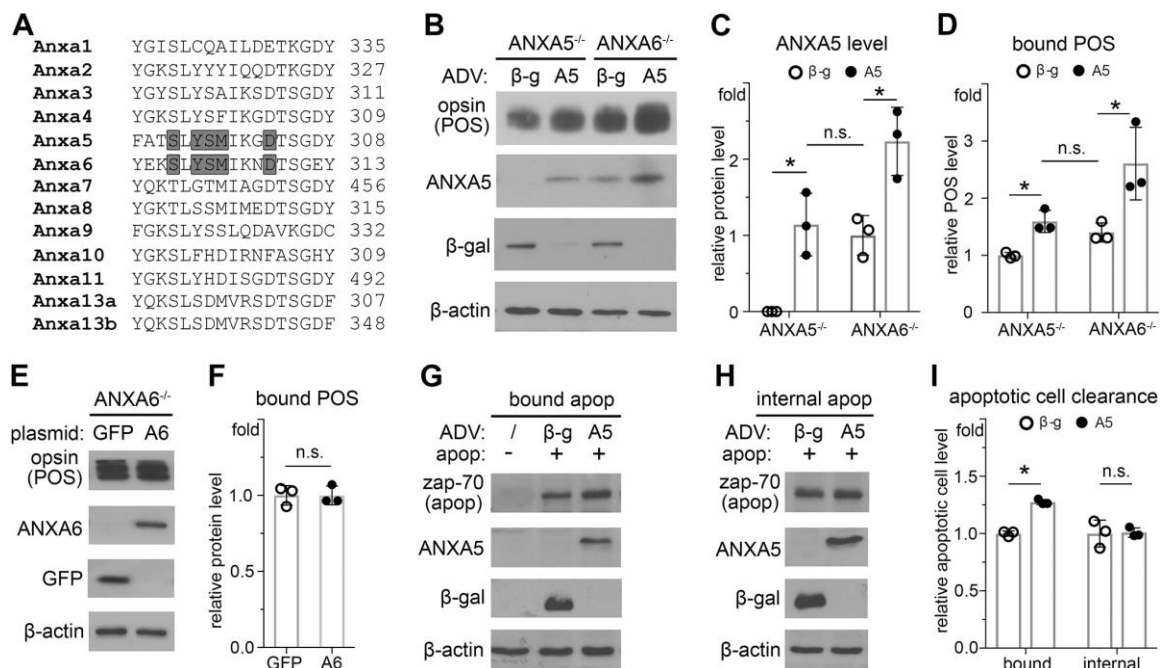 A
Anxa1 YGISLCQAILDETKGDY 335
Anxa2 YGKSLYYYIQQDTKGDY 327
Anxa3 YGYSLYSAIKSDTSGDY 311
Anxa4 YGKSLYSFIKGDTSGDY 309
Anxa5 FATSLYSMIKGDTSGDY 308
Anxa6 YEKSLYSMIKNDTSGEY 313
Anxa7 YQKTLGTMIAGDTSGDY 456
Anxa8 YGKTLSSMIMEDTSGDY 315
Anxa9 FGKSLYSSLQDAVKGDC 332
Anxa10 YGKSLFHDIRNFASGHY 309
Anxa11 YGKSLYHDISGDTSGDY 492
Anxa13a YQKSLSDMVRSDTSGDF 307
Anxa13b YQKSLSDMVRSDTSGDF 348
B
ANXA5-/- ANXA6-/-
ADV: β-g A5 β-g A5
opsin
(POS)
ANXA5
β-gal
β-actin
C
ANXA5 level
β-g A5
fold
relative protein level
2
1
0
*
n.s.
*
ANXA5-/- ANXA6-/-
D
bound POS
β-g A5
fold
relative POS level
3
2
1
0
*
n.s.
*
ANXA5-/- ANXA6-/-
E
ANXA6-/-
plasmid: GFP A6
opsin
(POS)
ANXA6
GFP
β-actin
F
bound POS
fold
relative protein level
1.0
0.5
0.0
n.s.
GFP A6
G
bound apop
ADV: / β-g A5
apop: - + +
zap-70
(apop)
ANXA5
β-gal
β-actin
H
internal apop
ADV: β-g A5
apop: + +
zap-70
(apop)
ANXA5
β-gal
β-actin
I
apoptotic cell clearance
β-g A5
fold
relative apoptotic cell level
1.5
1.0
0.5
0.0
*
n.s.
bound internal